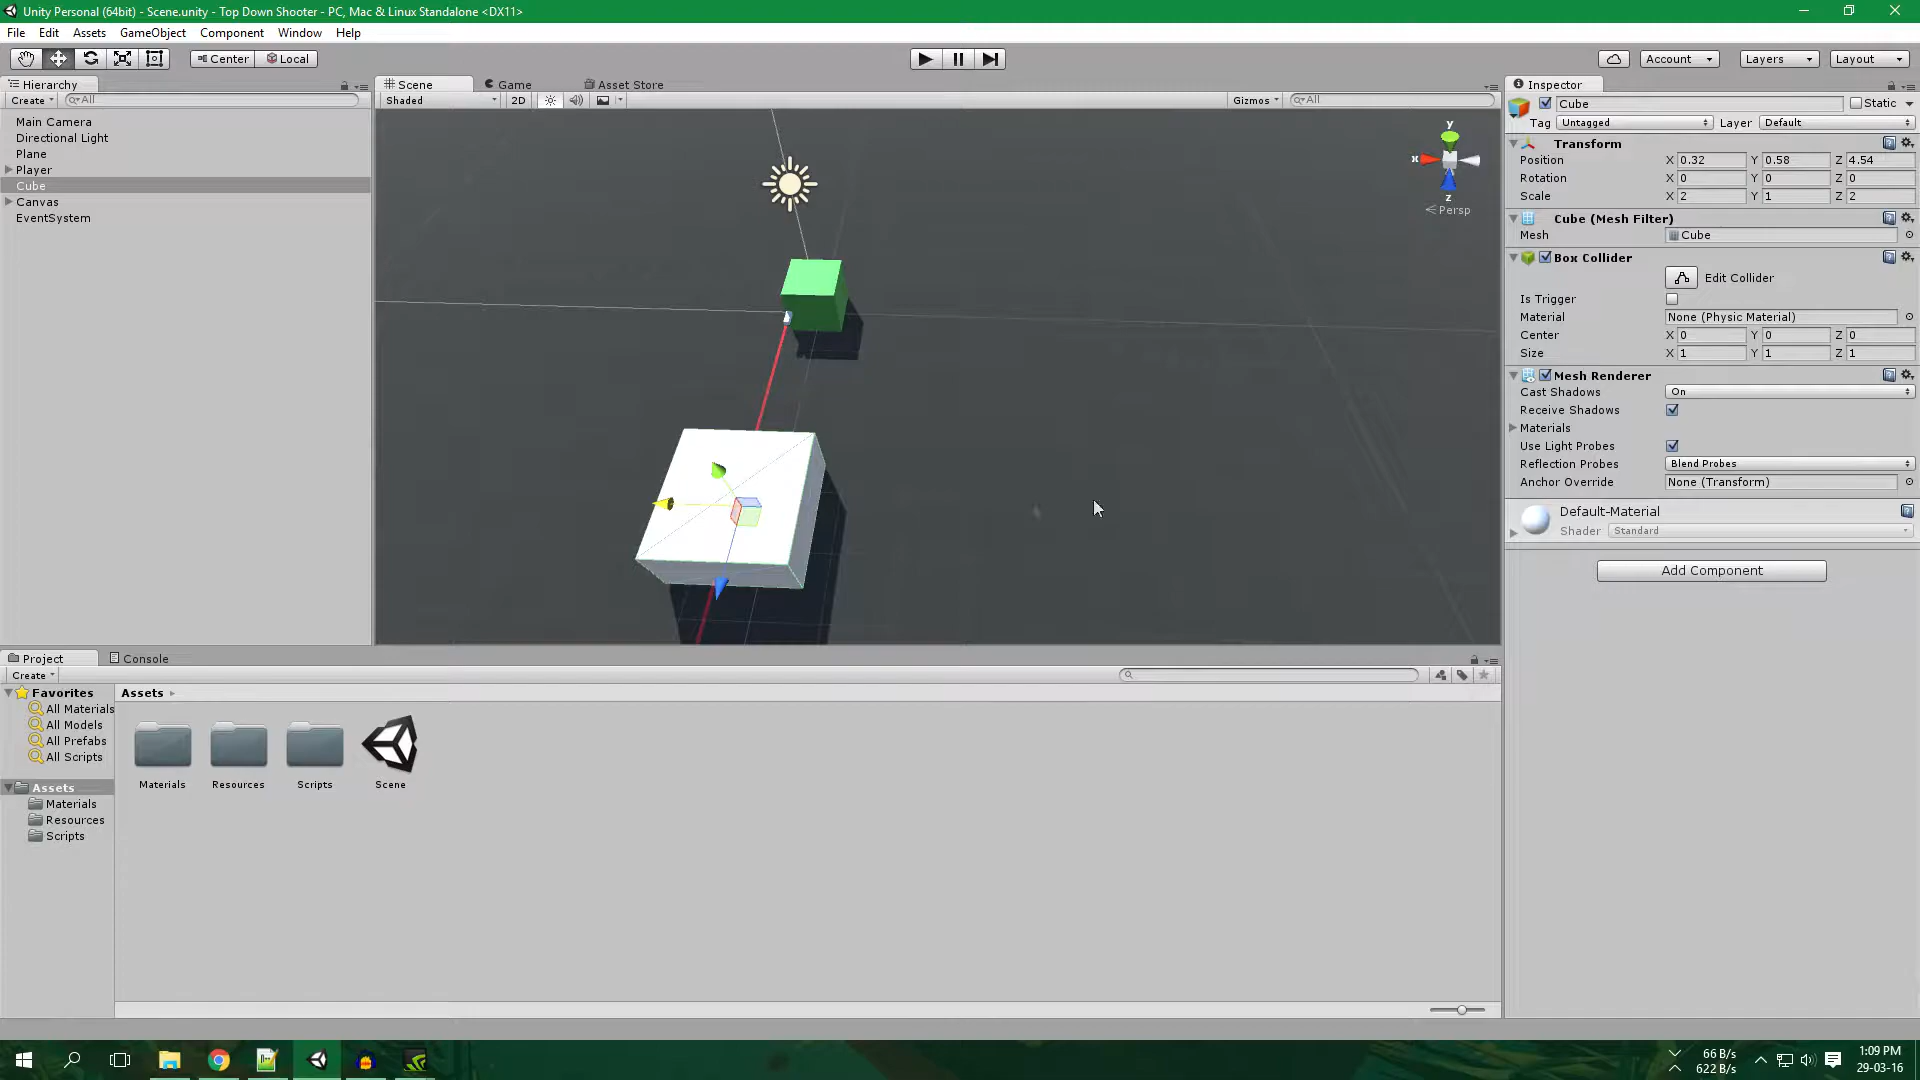 Unity Personal (64bit) - Scene.unity - Top Down Shooter - PC, Mac & Linux Standalone <DX11>
File Edit Assets GameObject Component Window Help
Center Local Account Layers Layout
Hierarchy
Create All
Main Camera
Directional Light
Plane
Player
Cube
Canvas
EventSystem
Scene Game Asset Store
Shaded 2D Gizmos All
y
x
z
Persp
Inspector
Cube Static
Tag Untagged Layer Default
Transform
Position X 0.32 Y 0.58 Z 4.54
Rotation X 0 Y 0 Z 0
Scale X 2 Y 1 Z 2
Cube (Mesh Filter)
Mesh Cube
Box Collider
Edit Collider
Is Trigger
Material None (Physic Material)
Center X 0 Y 0 Z 0
Size X 1 Y 1 Z 1
Mesh Renderer
Cast Shadows On
Receive Shadows
Materials
Use Light Probes
Reflection Probes Blend Probes
Anchor Override None (Transform)
Default-Material
Shader Standard
Add Component
Project Console
Create
Favorites
All Materials
All Models
All Prefabs
All Scripts
Assets
Materials
Resources
Scripts
Assets
Materials Resources Scripts Scene
66 B/s
622 B/s
1:09 PM
29-03-16